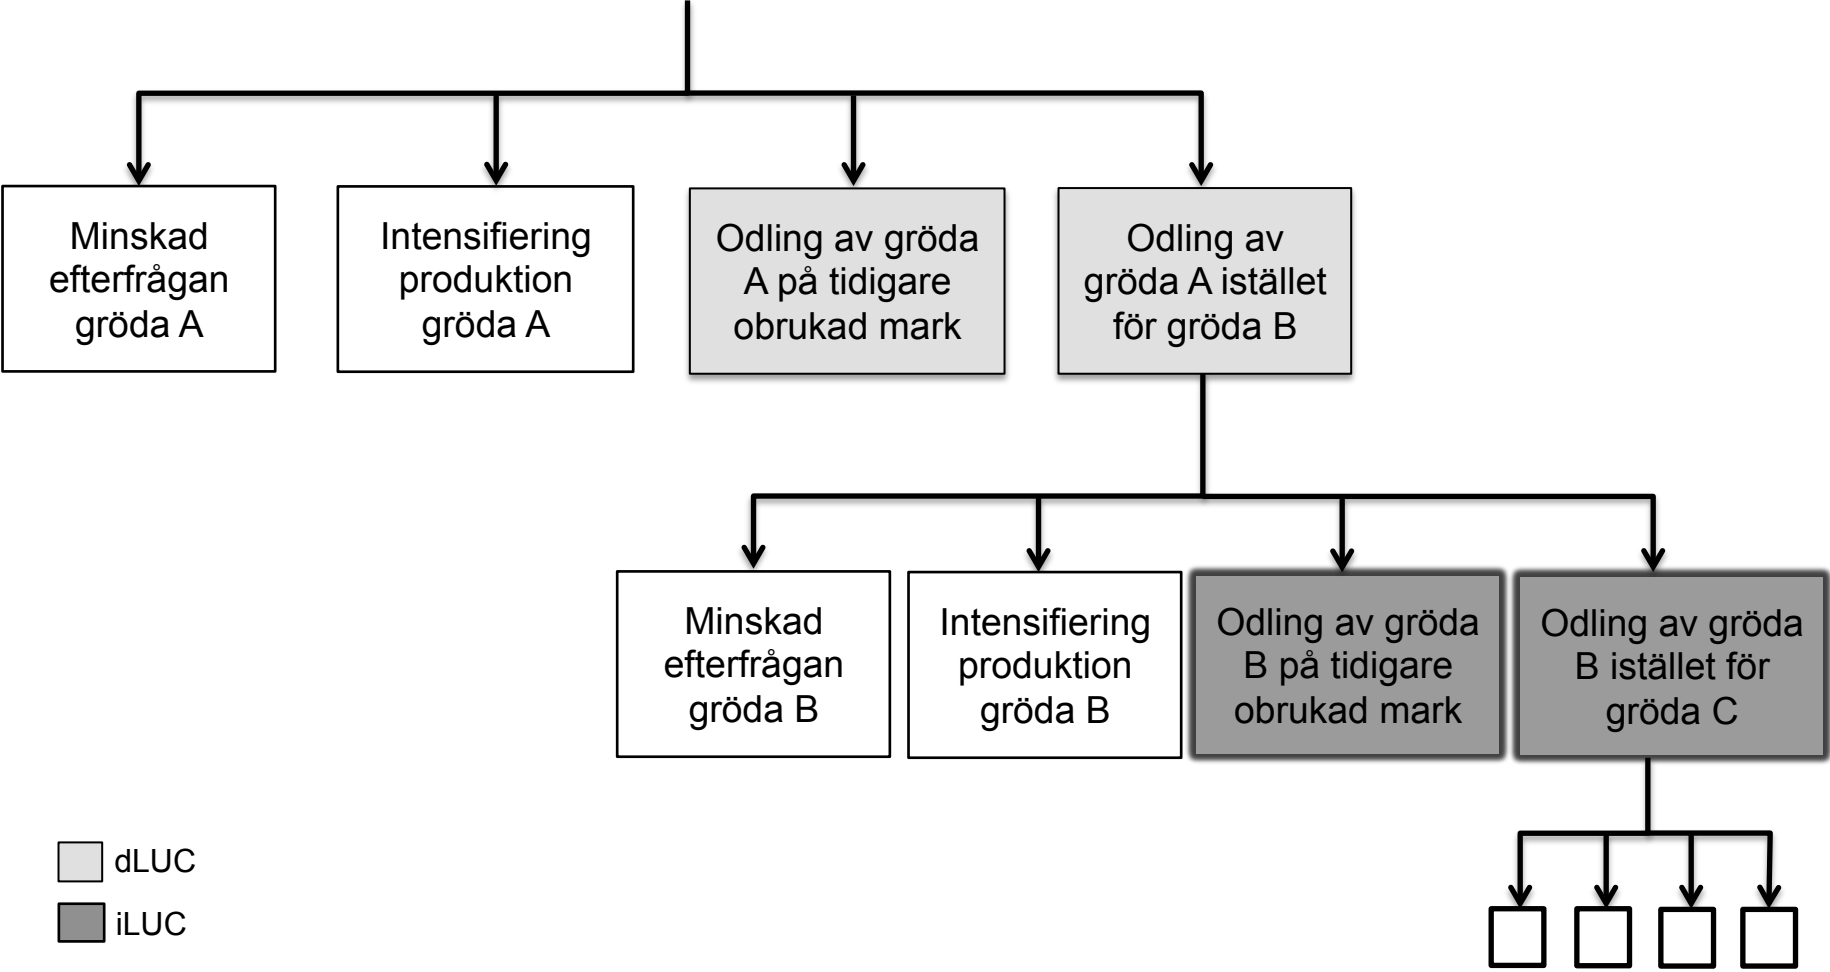 Minskad
efterfrågan
gröda A
Intensifiering
produktion
gröda A
Odling av gröda
A på tidigare
obrukad mark
Odling av
gröda A istället
för gröda B
Minskad
efterfrågan
gröda B
Intensifiering
produktion
gröda B
Odling av gröda
B på tidigare
obrukad mark
Odling av gröda
B istället för
gröda C
dLUC
iLUC